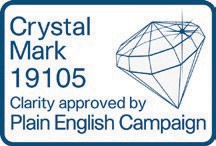 Crystal
Mark
19105
Clarity approved by
Plain English Campaign